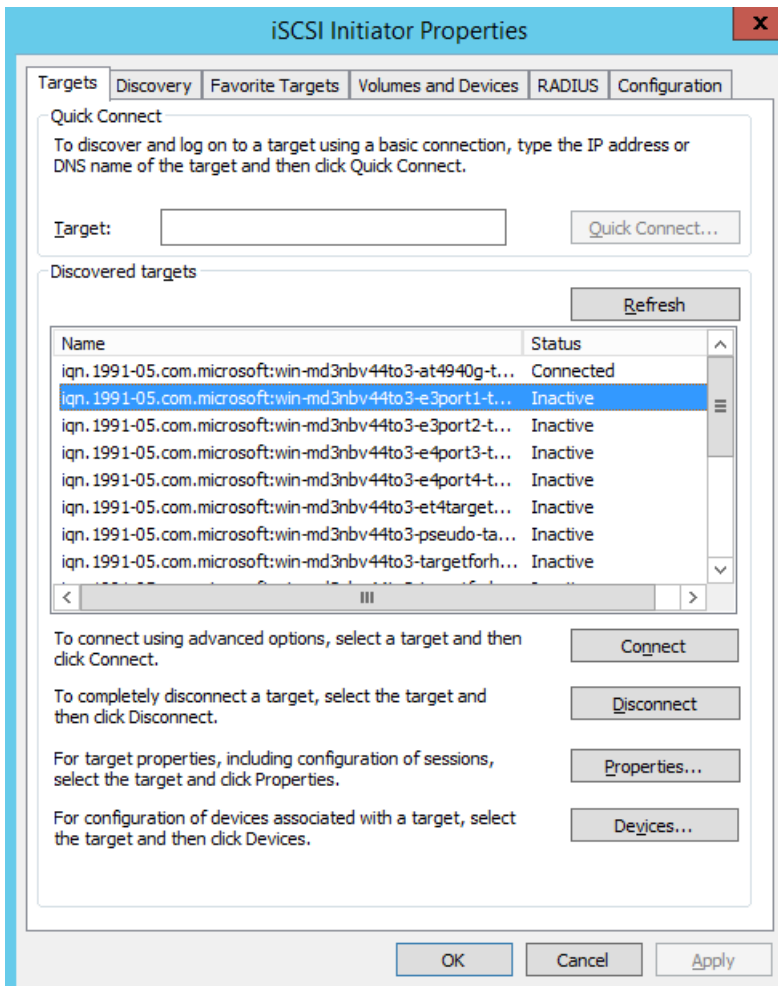 iSCSI Initiator Properties
x
Targets Discovery Favorite Targets Volumes and Devices RADIUS Configuration
Quick Connect
To discover and log on to a target using a basic connection, type the IP address or
DNS name of the target and then click Quick Connect.
Target:
Quick Connect...
Discovered targets
Refresh
Name Status
iqn.1991-05.com.microsoft:win-md3nbv44to3-at4940g-t... Connected
iqn.1991-05.com.microsoft:win-md3nbv44to3-e3port1-t... Inactive
iqn.1991-05.com.microsoft:win-md3nbv44to3-e3port2-t... Inactive
iqn.1991-05.com.microsoft:win-md3nbv44to3-e4port3-t... Inactive
iqn.1991-05.com.microsoft:win-md3nbv44to3-e4port4-t... Inactive
iqn.1991-05.com.microsoft:win-md3nbv44to3-et4target... Inactive
iqn.1991-05.com.microsoft:win-md3nbv44to3-pseudo-ta... Inactive
iqn.1991-05.com.microsoft:win-md3nbv44to3-targetforh... Inactive
To connect using advanced options, select a target and then
click Connect.
Connect
To completely disconnect a target, select the target and
then click Disconnect.
Disconnect
For target properties, including configuration of sessions,
select the target and click Properties.
Properties...
For configuration of devices associated with a target, select
the target and then click Devices.
Devices...
OK Cancel Apply